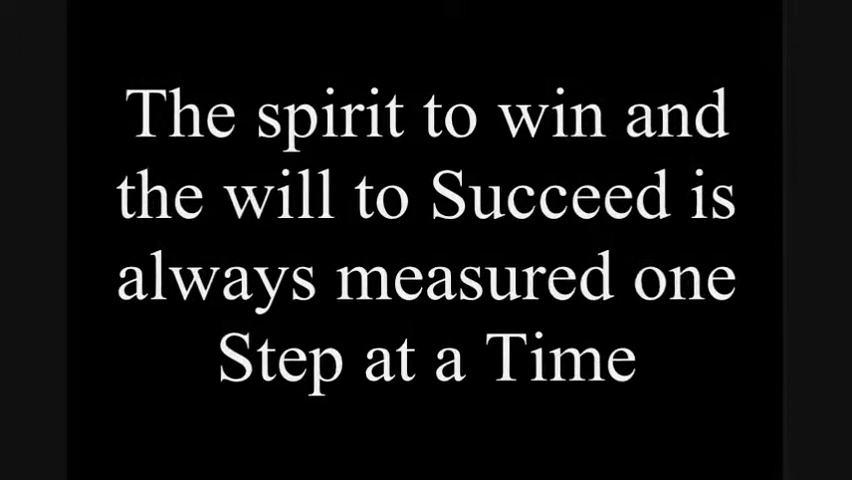 The spirit to win and
the will to Succeed is
always measured one
Step at a Time